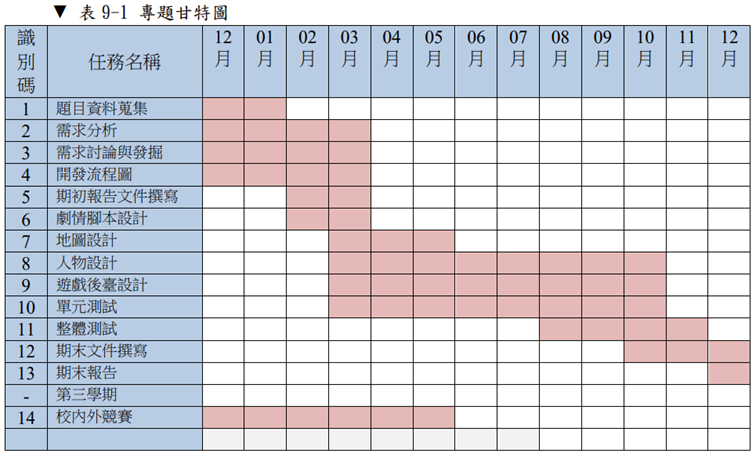 ▼ 表 9-1 專題甘特圖
識別碼 任務名稱 12月 01月 02月 03月 04月 05月 06月 07月 08月 09月 10月 11月 12月
1 題目資料蒐集
2 需求分析
3 需求討論與發掘
4 開發流程圖
5 期初報告文件撰寫
6 劇情腳本設計
7 地圖設計
8 人物設計
9 遊戲後臺設計
10 單元測試
11 整體測試
12 期末文件撰寫
13 期末報告
- 第三學期
14 校內外競賽